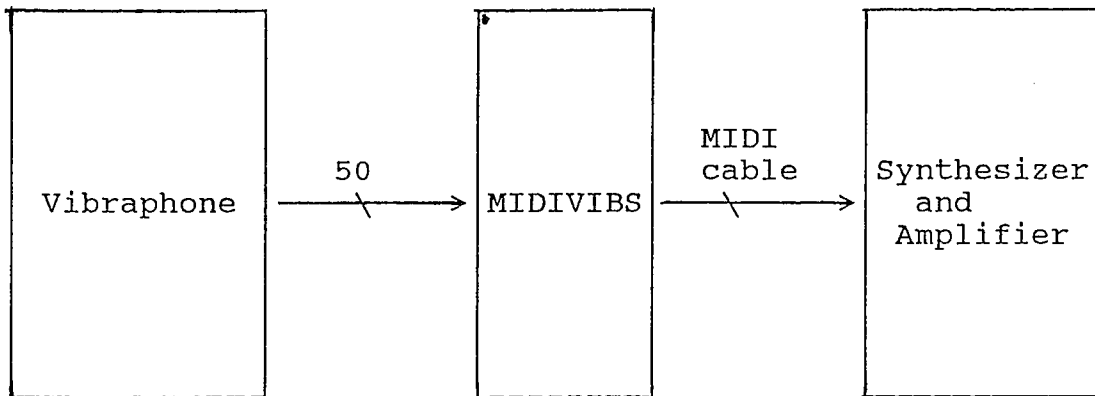 Vibraphone
50
MIDIVIBS
MIDI
cable
Synthesizer
and
Amplifier